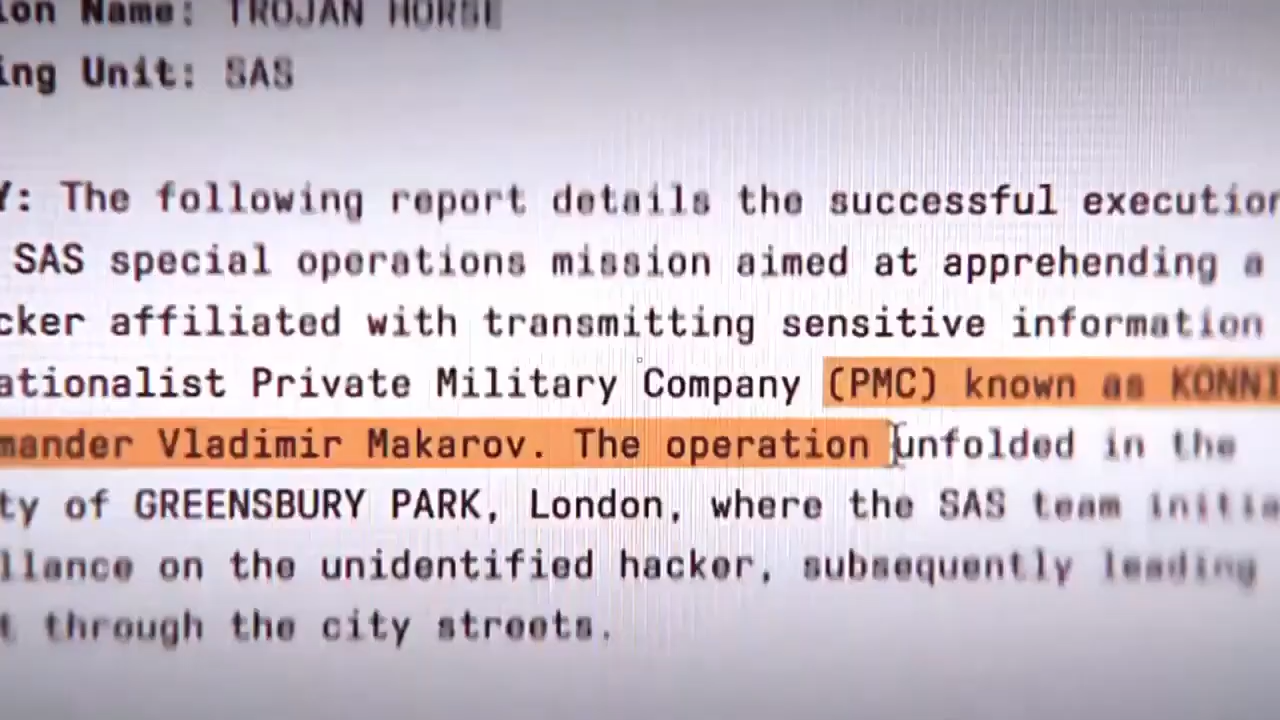 ion Name: TROJAN HORSE
ing Unit: SAS
Y: The following report details the successful execution
SAS special operations mission aimed at apprehending a
cker affiliated with transmitting sensitive information
ationalist Private Military Company (PMC) known as KONNI
mander Vladimir Makarov. The operation unfolded in the
ty of GREENSBURY PARK, London, where the SAS team initia
llance on the unidentified hacker, subsequently leading
t through the city streets.